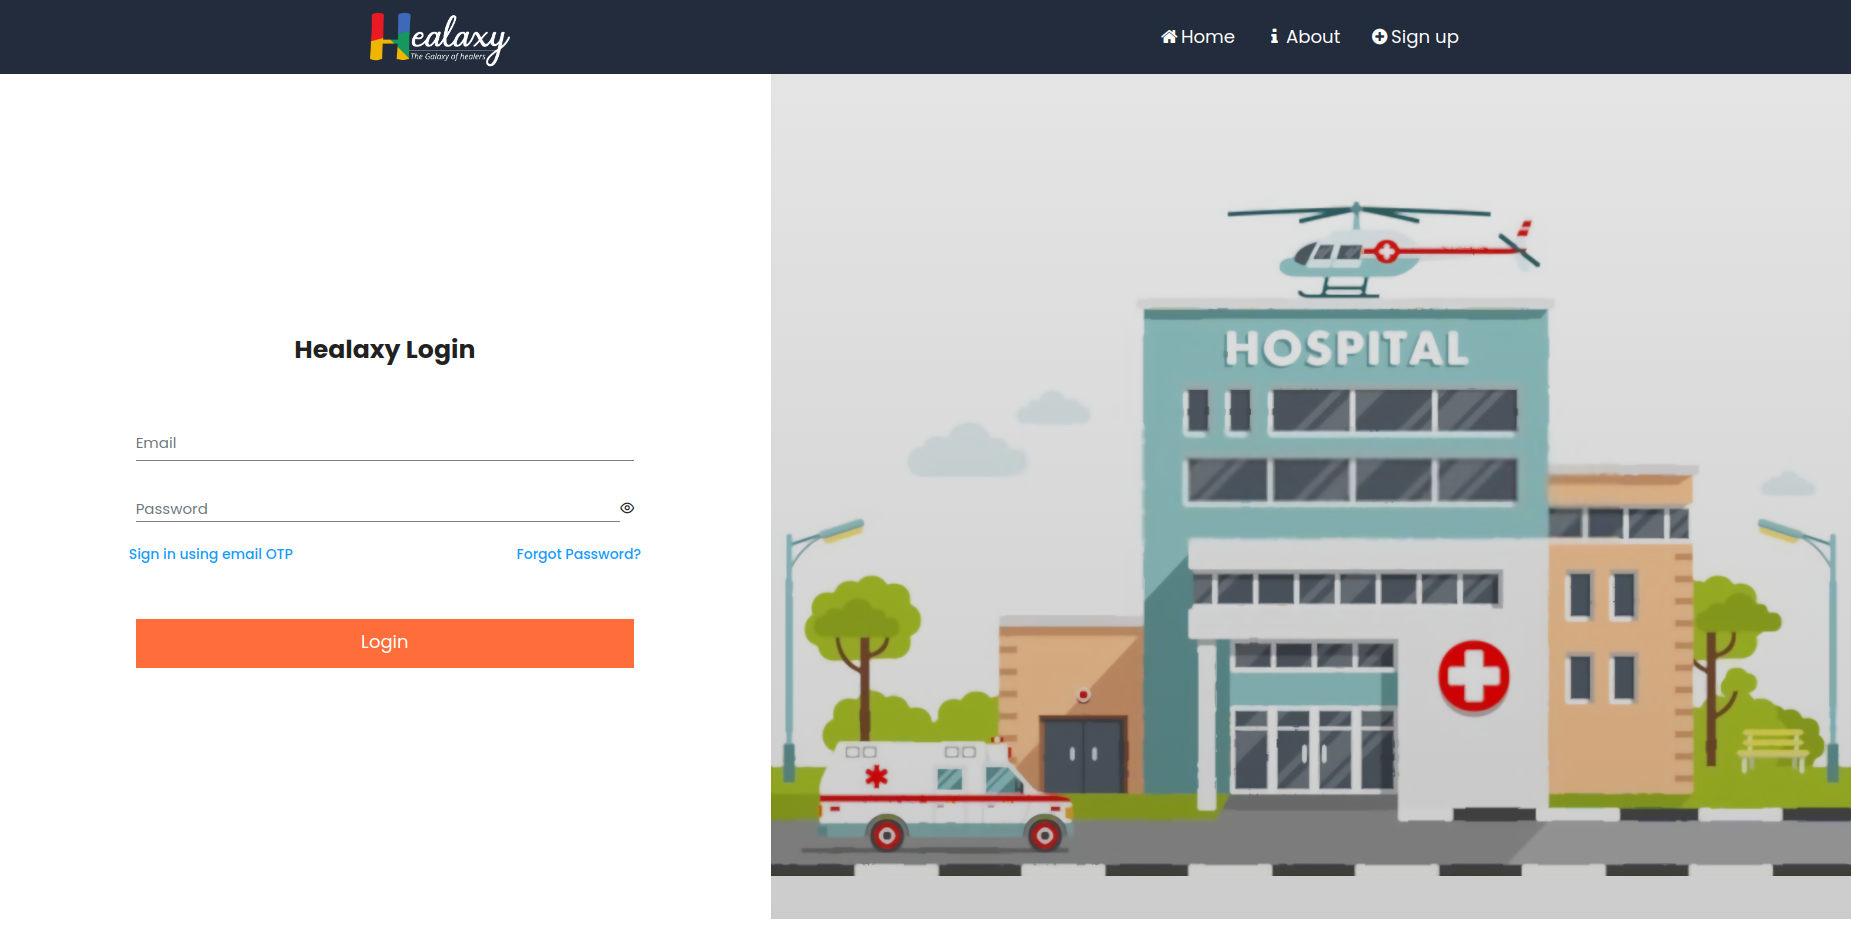 Healaxy
The Galaxy of healers
Home
About
Sign up
Healaxy Login
Email
Password
Sign in using email OTP
Forgot Password?
Login
HOSPITAL